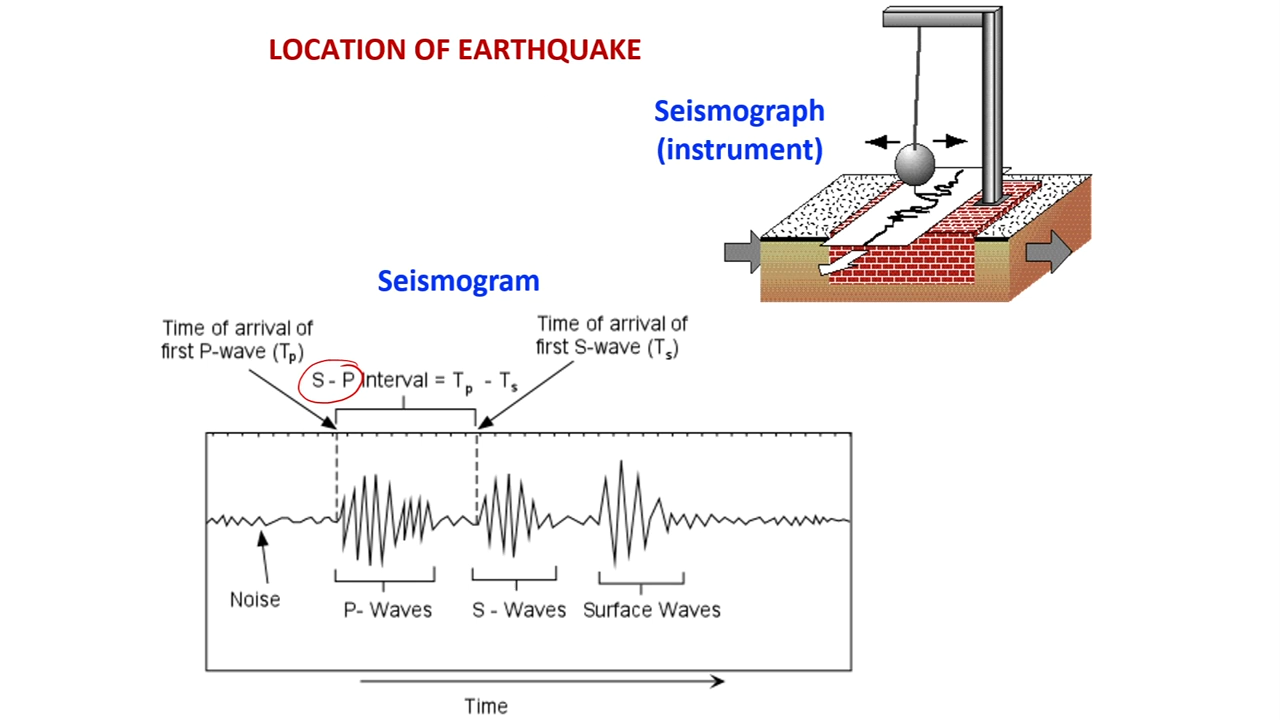 LOCATION OF EARTHQUAKE
Seismograph
(instrument)
Seismogram
Time of arrival of
first P-wave (Tp)
Time of arrival of
first S-wave (Ts)
S - P Interval = Tp - Ts
Noise
P- Waves
S - Waves
Surface Waves
Time